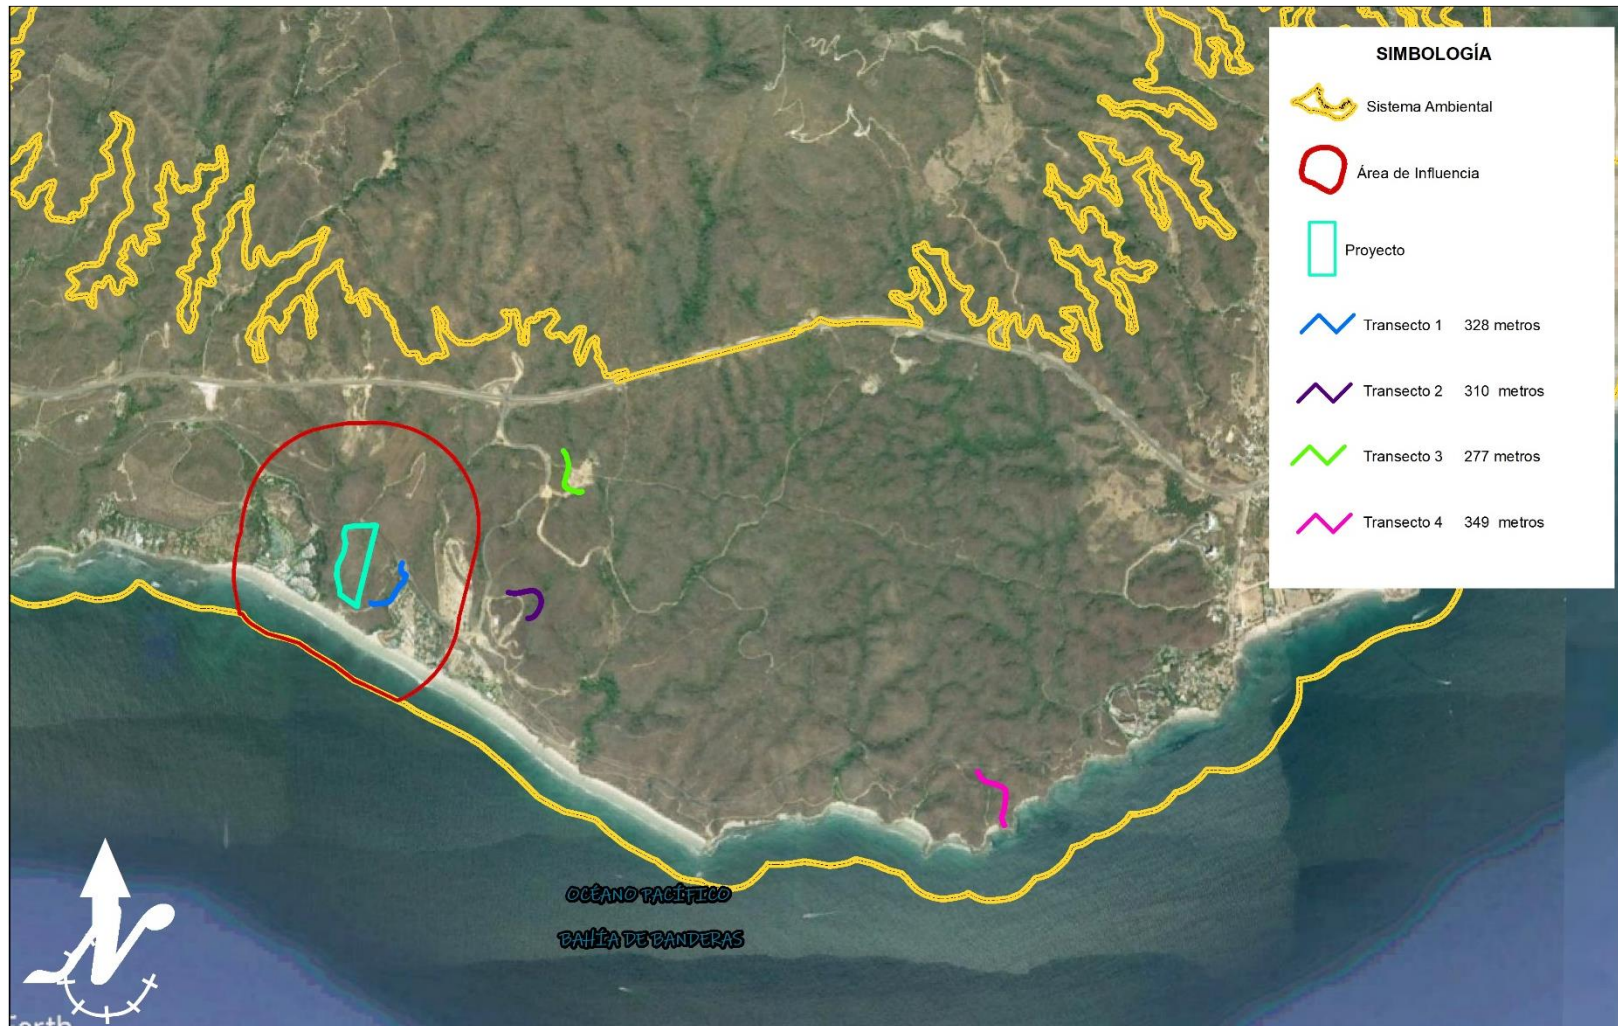 SIMBOLOGÍA
Sistema Ambiental
Área de Influencia
Proyecto
Transecto 1 328 metros
Transecto 2 310 metros
Transecto 3 277 metros
Transecto 4 349 metros
OCÉANO PACÍFICO
BAHÍA DE BANDERAS
N